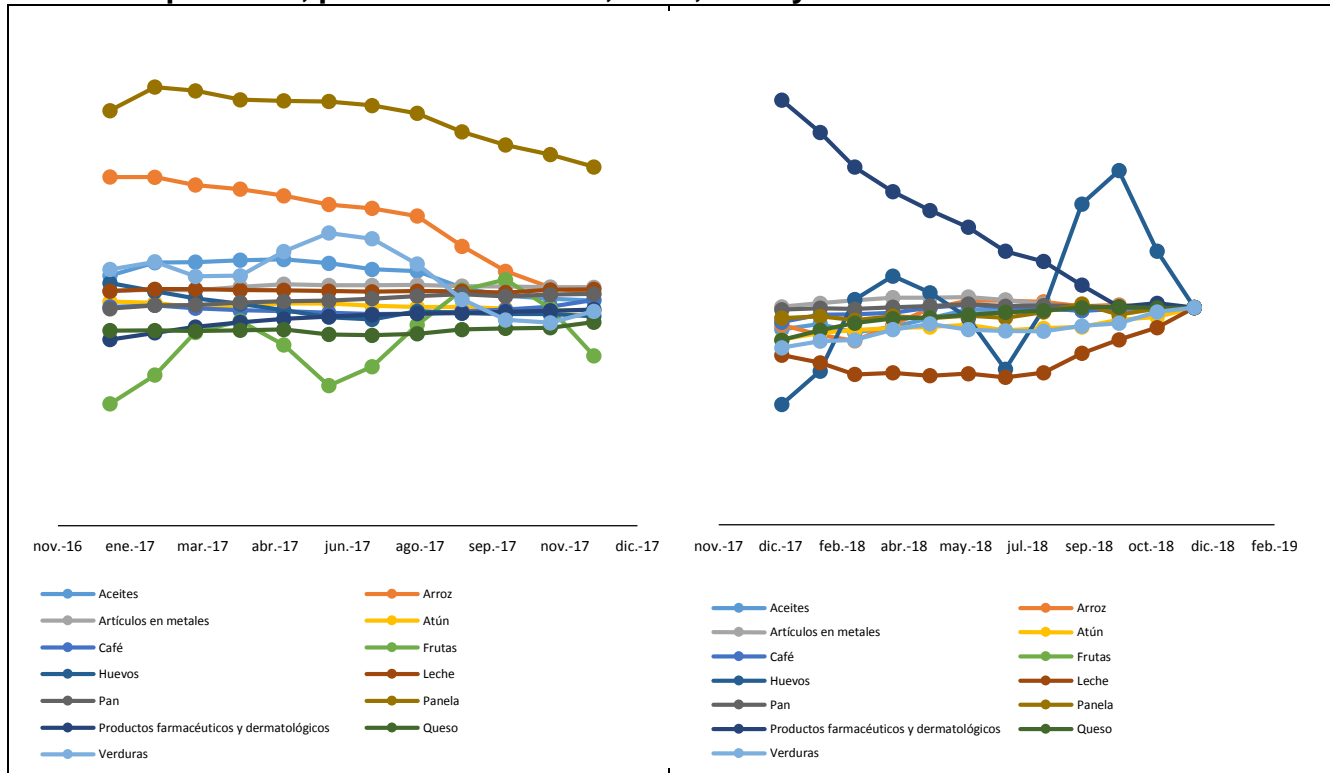 nov.-16 ene.-17 mar.-17 abr.-17 jun.-17 ago.-17 sep.-17 nov.-17 dic.-17
Aceites Arroz
Artículos en metales Atún
Café Frutas
Huevos Leche
Pan Panela
Productos farmacéuticos y dermatológicos Queso
Verduras
nov.-17 dic.-17 feb.-18 abr.-18 may.-18 jul.-18 sep.-18 oct.-18 dic.-18 feb.-19
Aceites Arroz
Artículos en metales Atún
Café Frutas
Huevos Leche
Pan Panela
Productos farmacéuticos y dermatológicos Queso
Verduras